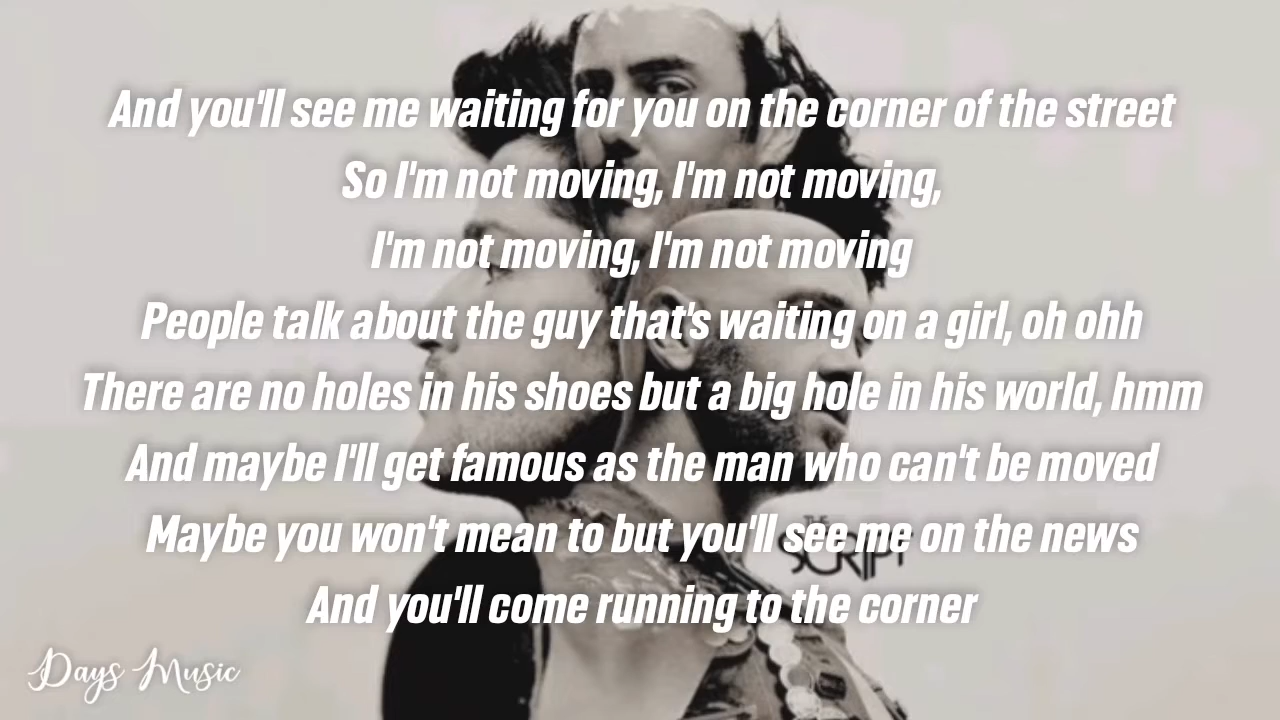 And you'll see me waiting for you on the corner of the street
So I'm not moving, I'm not moving,
I'm not moving, I'm not moving
People talk about the guy that's waiting on a girl, oh ohh
There are no holes in his shoes but a big hole in his world, hmm
And maybe I'll get famous as the man who can't be moved
Maybe you won't mean to but you'll see me on the news
And you'll come running to the corner
THE
SCRIPT
Days Music